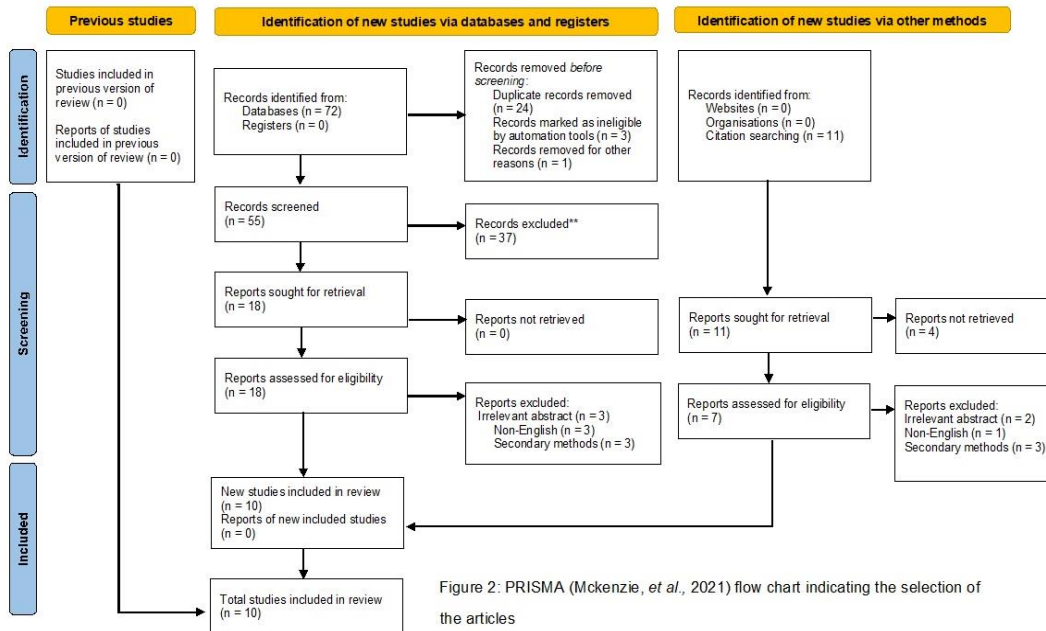 Previous studies
Identification of new studies via databases and registers
Identification of new studies via other methods
Identification
Studies included in
previous version of
review (n = 0)
Reports of studies
included in previous
version of review (n = 0)
Records identified from:
Databases (n = 72)
Registers (n = 0)
Records removed before
screening:
Duplicate records removed
(n = 24)
Records marked as ineligible
by automation tools (n = 3)
Records removed for other
reasons (n = 1)
Records identified from:
Websites (n = 0)
Organisations (n = 0)
Citation searching (n = 11)
Screening
Records screened
(n = 55)
Records excluded**
(n = 37)
Reports sought for retrieval
(n = 18)
Reports not retrieved
(n = 0)
Reports sought for retrieval
(n = 11)
Reports not retrieved
(n = 4)
Reports assessed for eligibility
(n = 18)
Reports excluded:
Irrelevant abstract (n = 3)
Non-English (n = 3)
Secondary methods (n = 3)
Reports assessed for eligibility
(n = 7)
Reports excluded:
Irrelevant abstract (n = 2)
Non-English (n = 1)
Secondary methods (n = 3)
Included
New studies included in review
(n = 10)
Reports of new included studies
(n = 0)
Total studies included in review
(n = 10)
Figure 2: PRISMA (Mckenzie, et al., 2021) flow chart indicating the selection of
the articles